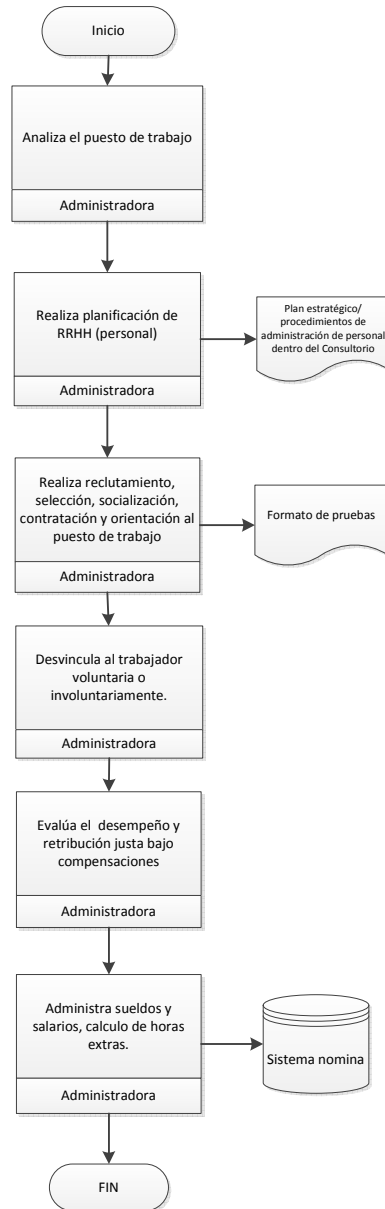 Inicio
Analiza el puesto de trabajo
Administradora
Realiza planificación de
RRHH (personal)
Administradora
Plan estratégico/
procedimientos de
administración de personal
dentro del Consultorio
Realiza reclutamiento,
selección, socialización,
contratación y orientación al
puesto de trabajo
Administradora
Formato de pruebas
Desvincula al trabajador
voluntaria o
involuntariamente.
Administradora
Evalúa el desempeño y
retribución justa bajo
compensaciones
Administradora
Administra sueldos y
salarios, calculo de horas
extras.
Administradora
Sistema nomina
FIN